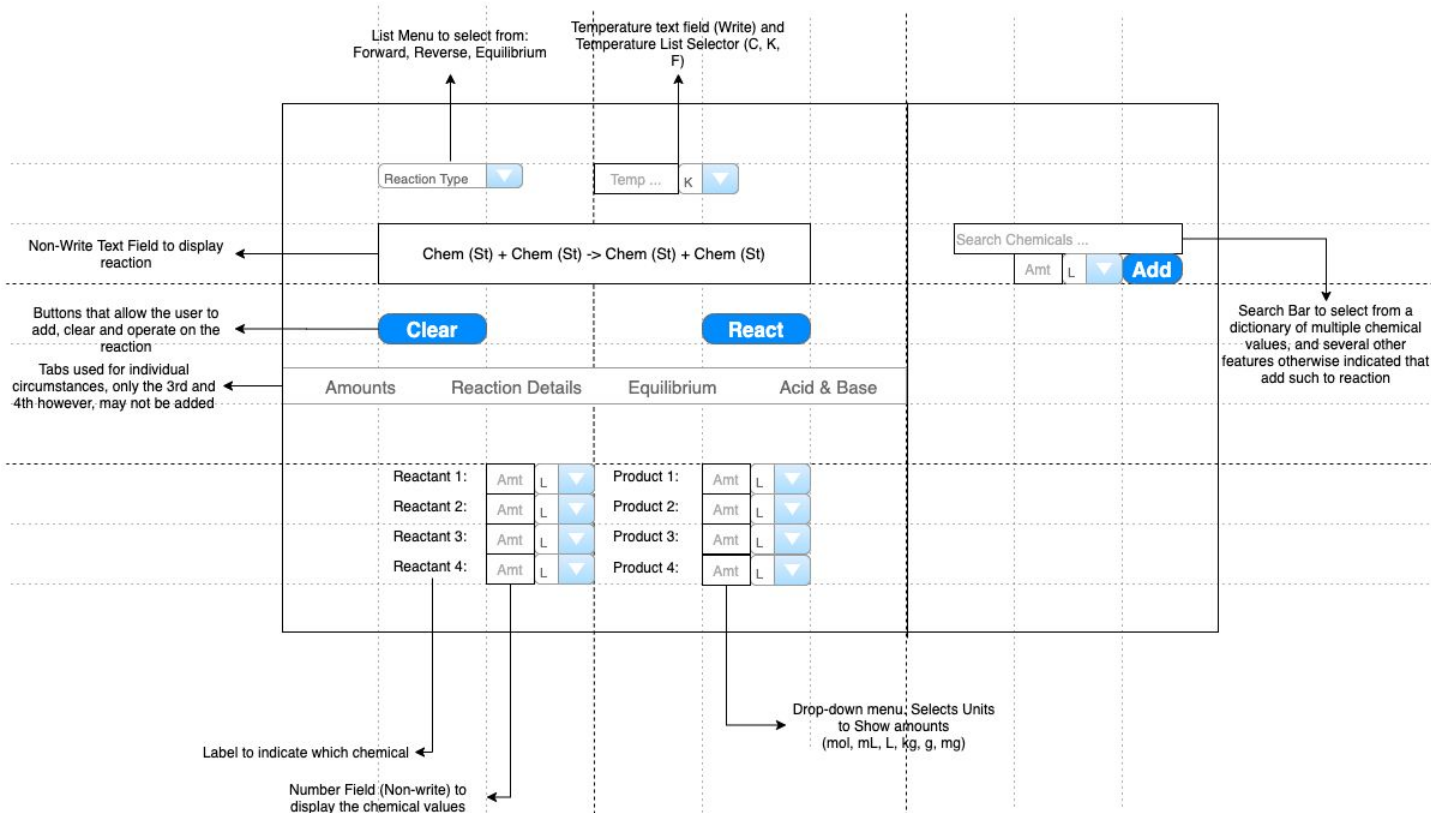 List Menu to select from:
Forward, Reverse, Equilibrium
Temperature text field (Write) and
Temperature List Selector (C, K,
F)
Reaction Type
Temp ...
K
Non-Write Text Field to display
reaction
Chem (St) + Chem (St) -> Chem (St) + Chem (St)
Search Chemicals ...
Amt
L
Add
Buttons that allow the user to
add, clear and operate on the
reaction
Clear
React
Search Bar to select from a
dictionary of multiple chemical
values, and several other
features otherwise indicated that
add such to reaction
Tabs used for individual
circumstances, only the 3rd and
4th however, may not be added
Amounts
Reaction Details
Equilibrium
Acid & Base
Reactant 1:
Amt
L
Product 1:
Amt
L
Reactant 2:
Amt
L
Product 2:
Amt
L
Reactant 3:
Amt
L
Product 3:
Amt
L
Reactant 4:
Amt
L
Product 4:
Amt
L
Drop-down menu, Selects Units
to Show amounts
(mol, mL, L, kg, g, mg)
Label to indicate which chemical
Number Field (Non-write) to
display the chemical values